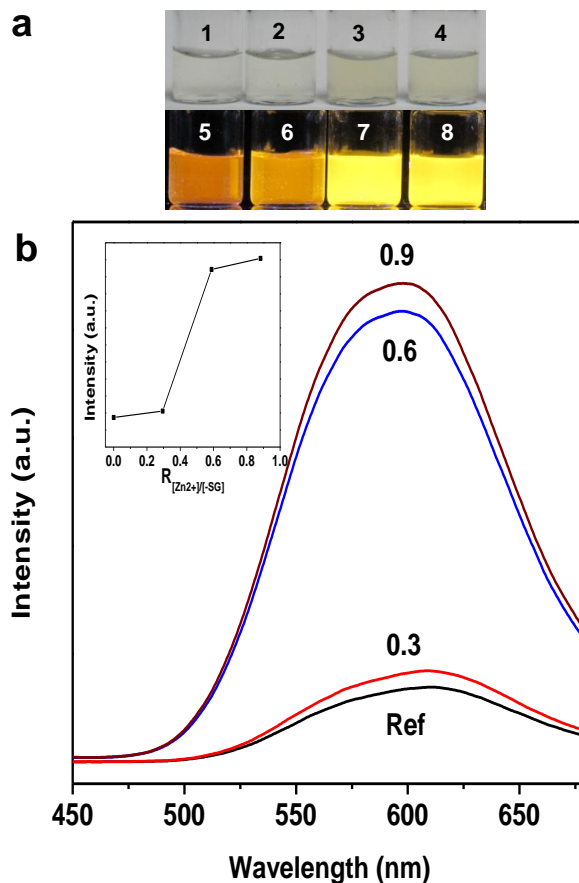 a
1 2 3 4
5 6 7 8
b
0.9
0.6
0.3
Ref
Intensity (a.u.)
0.0 0.2 0.4 0.6 0.8 1.0
R[Zn2+]/[-SG]
Intensity (a.u.)
450 500 550 600 650
Wavelength (nm)